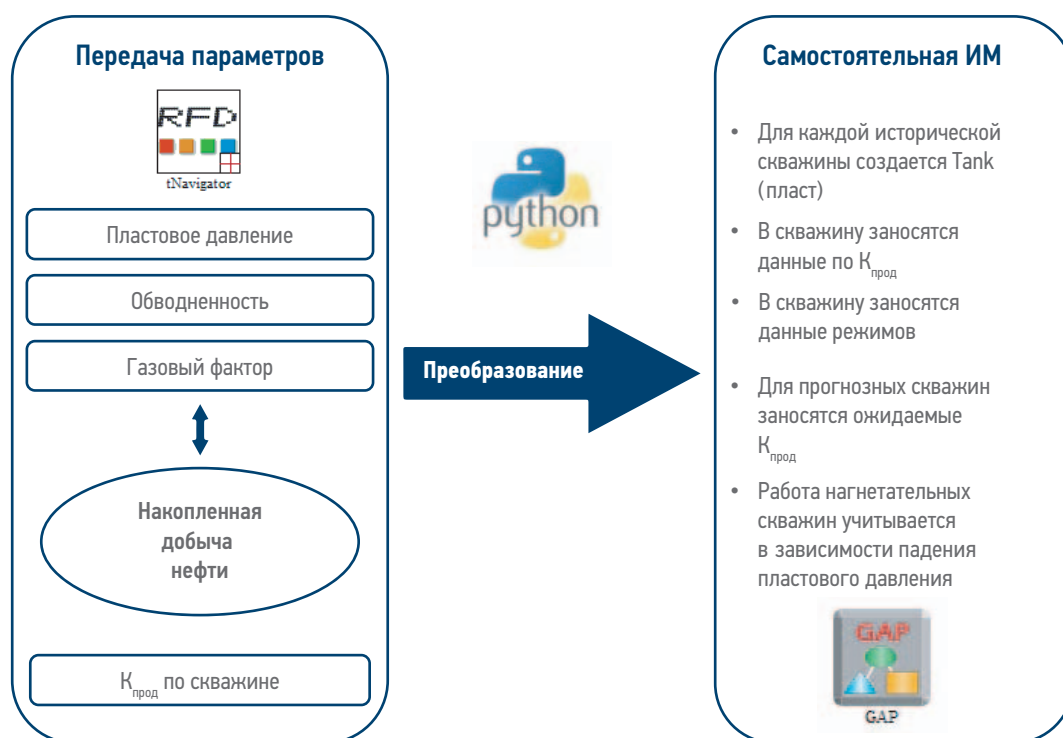 Передача параметров
RFD
tNavigator
Пластовое давление
Обводненность
Газовый фактор
Накопленная
добыча
нефти
Кпрод по скважине
python
Преобразование
Самостоятельная ИМ
• Для каждой исторической
скважины создается Tank
(пласт)
• В скважину заносятся
данные по Кпрод
• В скважину заносятся
данные режимов
• Для прогнозных скважин
заносятся ожидаемые
Кпрод
• Работа нагнетательных
скважин учитывается
в зависимости падения
пластового давления
GAP
GAP